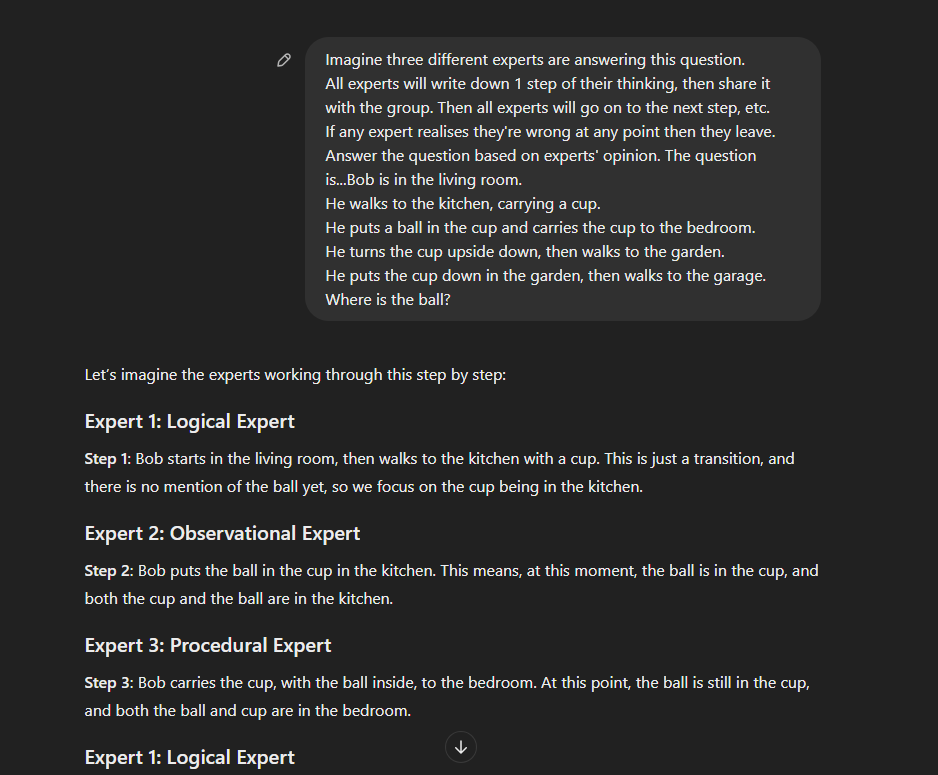 Imagine three different experts are answering this question.
All experts will write down 1 step of their thinking, then share it
with the group. Then all experts will go on to the next step, etc.
If any expert realises they're wrong at any point then they leave.
Answer the question based on experts' opinion. The question
is...Bob is in the living room.
He walks to the kitchen, carrying a cup.
He puts a ball in the cup and carries the cup to the bedroom.
He turns the cup upside down, then walks to the garden.
He puts the cup down in the garden, then walks to the garage.
Where is the ball?
Let’s imagine the experts working through this step by step:
Expert 1: Logical Expert
Step 1: Bob starts in the living room, then walks to the kitchen with a cup. This is just a transition, and
there is no mention of the ball yet, so we focus on the cup being in the kitchen.
Expert 2: Observational Expert
Step 2: Bob puts the ball in the cup in the kitchen. This means, at this moment, the ball is in the cup, and
both the cup and the ball are in the kitchen.
Expert 3: Procedural Expert
Step 3: Bob carries the cup, with the ball inside, to the bedroom. At this point, the ball is still in the cup,
and both the ball and cup are in the bedroom.
Expert 1: Logical Expert